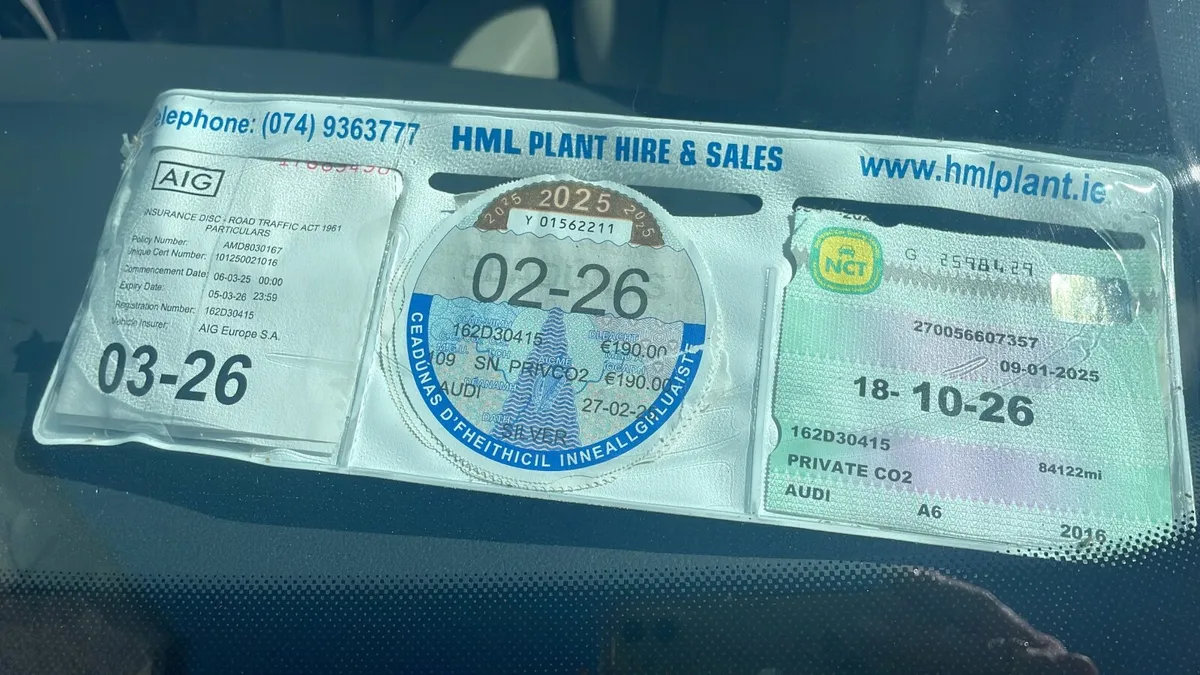 elephone: (074) 9363777
HML PLANT HIRE & SALES
www.hmlplant.ie
AIG
INSURANCE DISC - ROAD TRAFFIC ACT 1961
PARTICULARS
Policy Number: AMD8030167
Unique Cert Number: 101250021016
Commencement Date: 06-03-25 00:00
Expiry Date: 05-03-26 23:59
Registration Number: 162D30415
Vehicle Insurer: AIG Europe S.A.
03-26
2025 2025 2025
Y 01562211
02-26
162D30415
€190.00
109 SN PRIVCO2 €190.00
AUDI
27-02-26
SILVER
CEADÚNAS D'FHEITHICIL INNEALLGHLUAISTE
NCT
G 2598429
270056607357
09-01-2025
18-10-26
162D30415
84122mi
PRIVATE CO2
AUDI
A6
2016